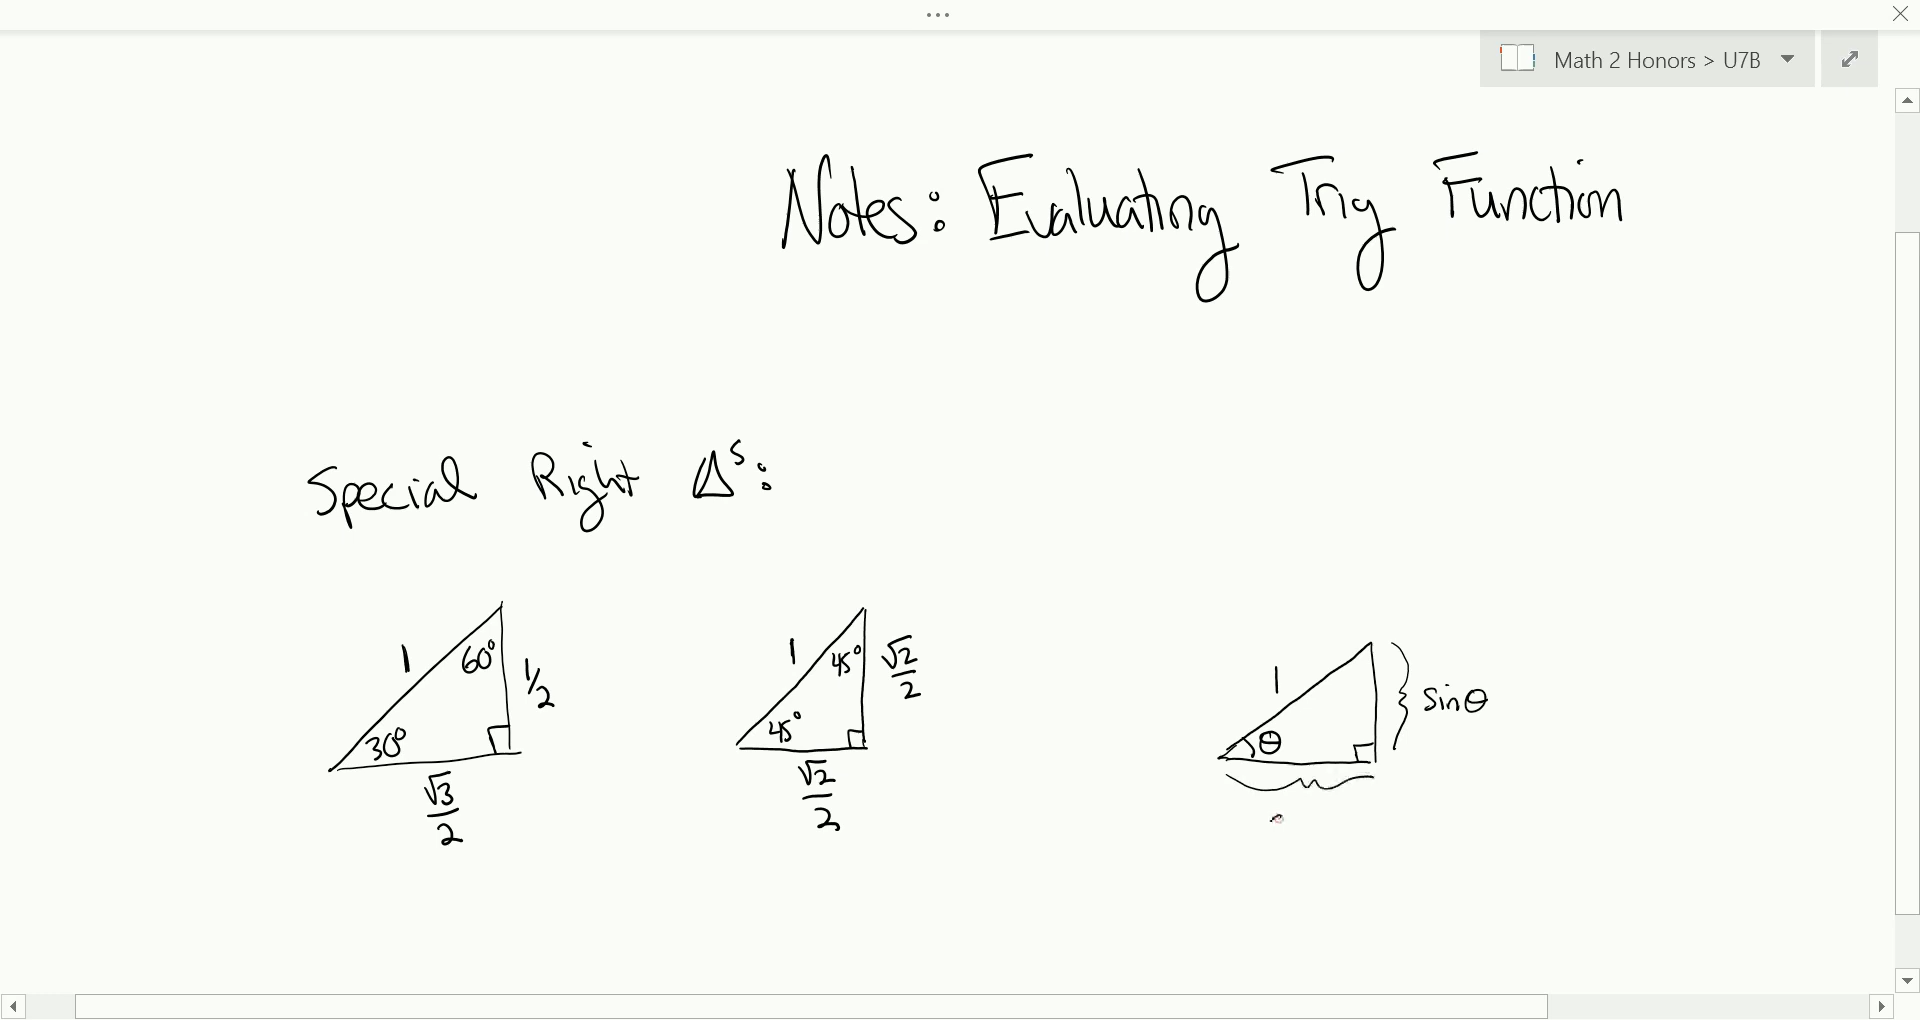 Math 2 Honors > U7B
Notes: Evaluating Trig Function
Special Right Δˢ:
1
60°
1/2
30°
√3/2
1
45°
√2/2
45°
√2/2
1
θ
sinθ